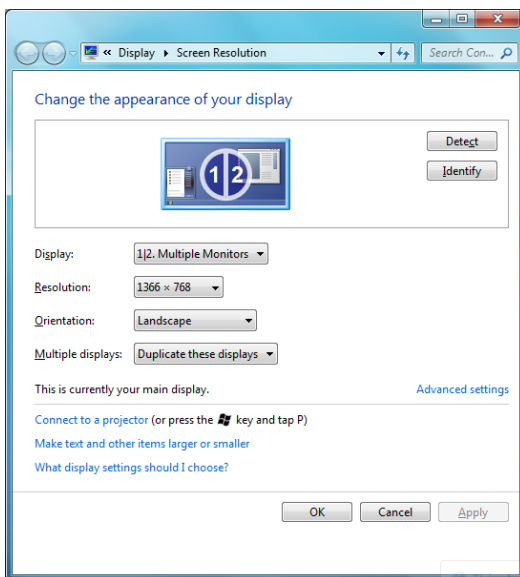 « Display ▸ Screen Resolution
Search Con...
Change the appearance of your display
1|2
Detect
Identify
Display: 1|2. Multiple Monitors
Resolution: 1366 × 768
Orientation: Landscape
Multiple displays: Duplicate these displays
This is currently your main display. Advanced settings
Connect to a projector (or press the key and tap P)
Make text and other items larger or smaller
What display settings should I choose?
OK Cancel Apply